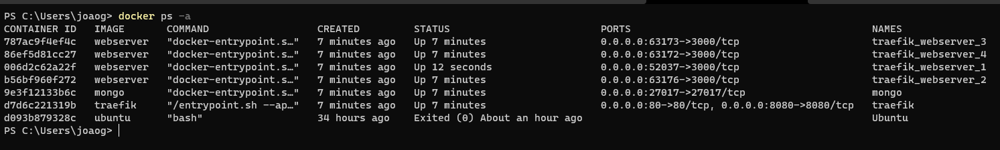 PS C:\Users\joaog> docker ps -a
CONTAINER ID   IMAGE       COMMAND                  CREATED         STATUS                         PORTS                                        NAMES
787ac9f4ef4c   webserver   "docker-entrypoint.s…"   7 minutes ago   Up 7 minutes                   0.0.0.0:63173->3000/tcp                      traefik_webserver_3
86ef5d81cc27   webserver   "docker-entrypoint.s…"   7 minutes ago   Up 7 minutes                   0.0.0.0:63172->3000/tcp                      traefik_webserver_4
006d2c62a22f   webserver   "docker-entrypoint.s…"   7 minutes ago   Up 12 seconds                  0.0.0.0:52037->3000/tcp                      traefik_webserver_1
b56bf960f272   webserver   "docker-entrypoint.s…"   7 minutes ago   Up 7 minutes                   0.0.0.0:63176->3000/tcp                      traefik_webserver_2
9e3f12133b6c   mongo       "docker-entrypoint.s…"   7 minutes ago   Up 7 minutes                   0.0.0.0:27017->27017/tcp                     mongo
d7d6c221319b   traefik     "/entrypoint.sh --ap…"   7 minutes ago   Up 7 minutes                   0.0.0.0:80->80/tcp, 0.0.0.0:8080->8080/tcp   traefik
d093b879328c   ubuntu      "bash"                   34 hours ago    Exited (0) About an hour ago                                                Ubuntu
PS C:\Users\joaog>